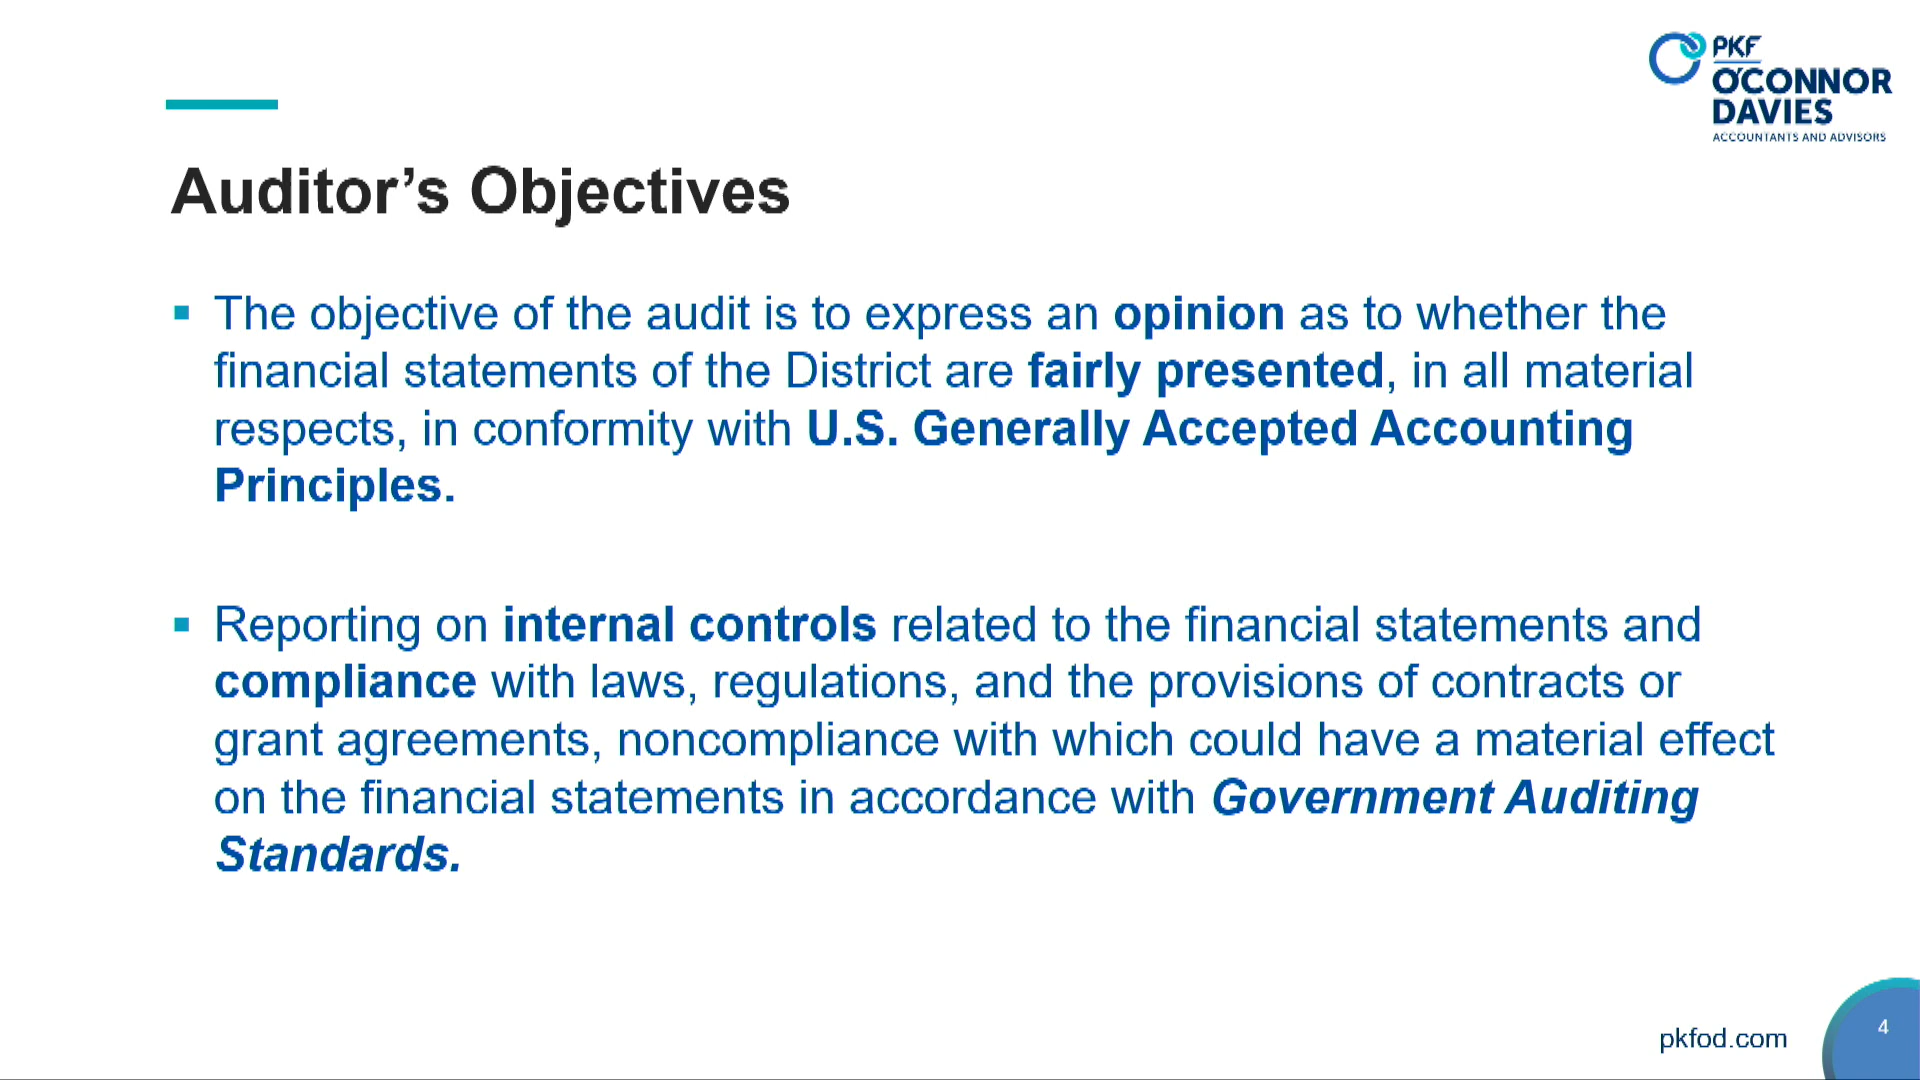 PKF
O'CONNOR
DAVIES
ACCOUNTANTS AND ADVISORS
Auditor’s Objectives
▪ The objective of the audit is to express an opinion as to whether the
financial statements of the District are fairly presented, in all material
respects, in conformity with U.S. Generally Accepted Accounting
Principles.
▪ Reporting on internal controls related to the financial statements and
compliance with laws, regulations, and the provisions of contracts or
grant agreements, noncompliance with which could have a material effect
on the financial statements in accordance with Government Auditing
Standards.
pkfod.com
4